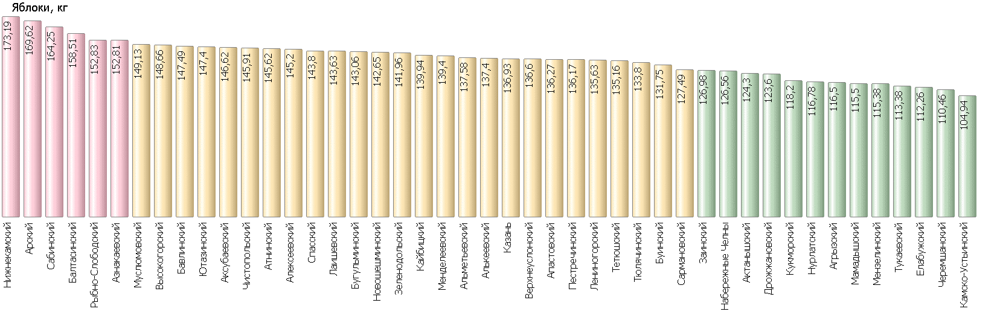 Яблоки, кг
173,19
169,62
164,25
158,51
152,83
152,81
149,13
148,66
147,49
147,4
146,62
145,91
145,62
145,2
143,8
143,63
143,06
142,65
141,96
139,94
139,4
137,58
137,4
136,93
136,6
136,27
136,17
135,63
135,16
133,8
131,75
127,49
126,98
126,56
124,3
123,6
118,2
116,78
116,5
115,5
115,38
113,38
112,26
110,46
104,94
Нижнекамский
Арский
Сабинский
Балтасинский
Рыбно-Слободский
Азнакаевский
Муслюмовский
Высокогорский
Бавлинский
Ютазинский
Аксубаевский
Чистопольский
Атнинский
Алексеевский
Спасский
Лаишевский
Бугульминский
Новошешминский
Зеленодольский
Кайбицкий
Менделеевский
Альметьевский
Алькеевский
Казань
Верхнеуслонский
Апастовский
Пестречинский
Лениногорский
Тетюшский
Тюлячинский
Буинский
Сармановский
Заинский
Набережные Челны
Актанышский
Дрожжановский
Кукморский
Нурлатский
Агрызский
Мамадышский
Мензелинский
Тукаевский
Елабужский
Черемшанский
Камско-Устьинский